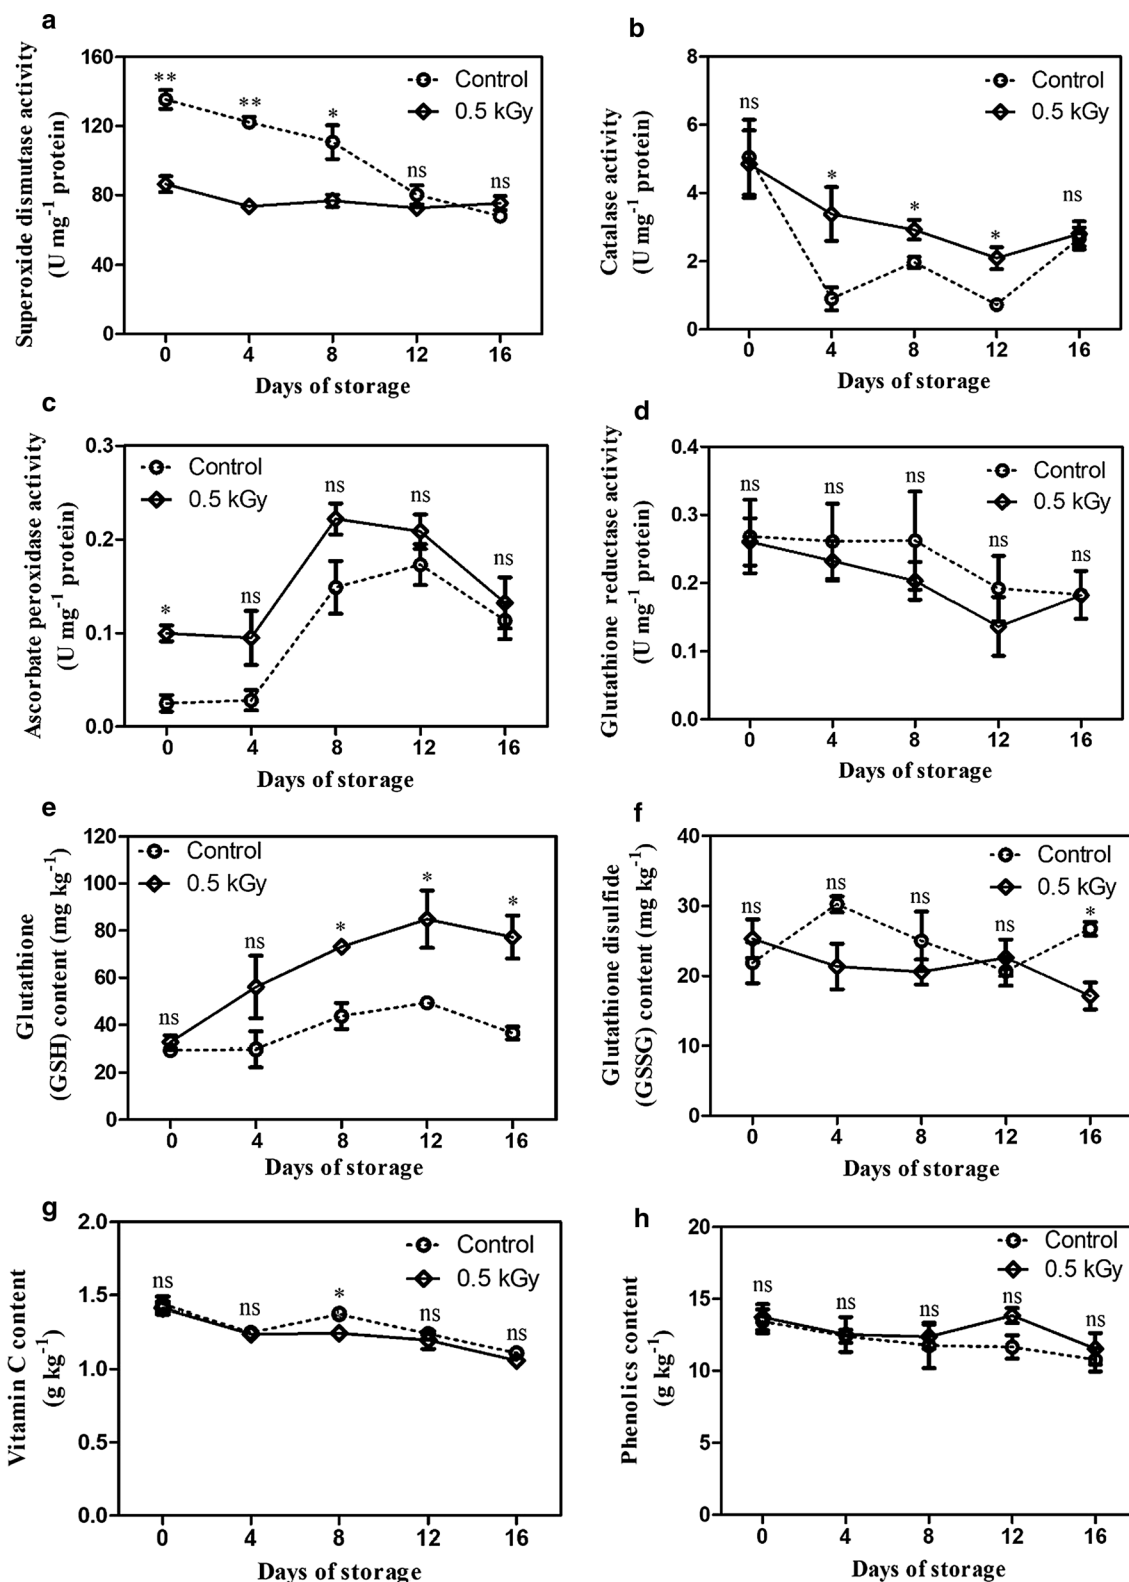 a
Superoxide dismutase activity
(U mg-1 protein)
160
120
80
40
0
** ** * ns ns
Control
0.5 kGy
0 4 8 12 16
Days of storage
b
Catalase activity
(U mg-1 protein)
8
6
4
2
0
ns * * * ns
Control
0.5 kGy
0 4 8 12 16
Days of storage
c
Ascorbate peroxidase activity
(U mg-1 protein)
0.3
0.2
0.1
0.0
Control
0.5 kGy
* ns ns ns ns
0 4 8 12 16
Days of storage
d
Glutathione reductase activity
(U mg-1 protein)
0.4
0.3
0.2
0.1
0.0
Control
0.5 kGy
ns ns ns ns ns
0 4 8 12 16
Days of storage
e
Glutathione
(GSH) content (mg kg-1)
120
100
80
60
40
20
0
Control
0.5 kGy
ns ns * * *
0 4 8 12 16
Days of storage
f
Glutathione disulfide
(GSSG) content (mg kg-1)
40
30
20
10
0
Control
0.5 kGy
ns ns ns ns *
0 4 8 12 16
Days of storage
g
Vitamin C content
(g kg-1)
2.0
1.5
1.0
0.5
0.0
Control
0.5 kGy
ns ns * ns ns
0 4 8 12 16
Days of storage
h
Phenolics content
(g kg-1)
20
15
10
5
0
Control
0.5 kGy
ns ns ns ns ns
0 4 8 12 16
Days of storage